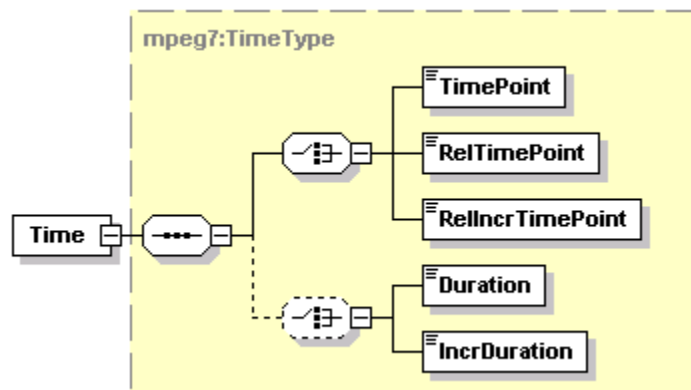 mpeg7:TimeType
TimePoint
RelTimePoint
RelIncrTimePoint
Time
Duration
IncrDuration